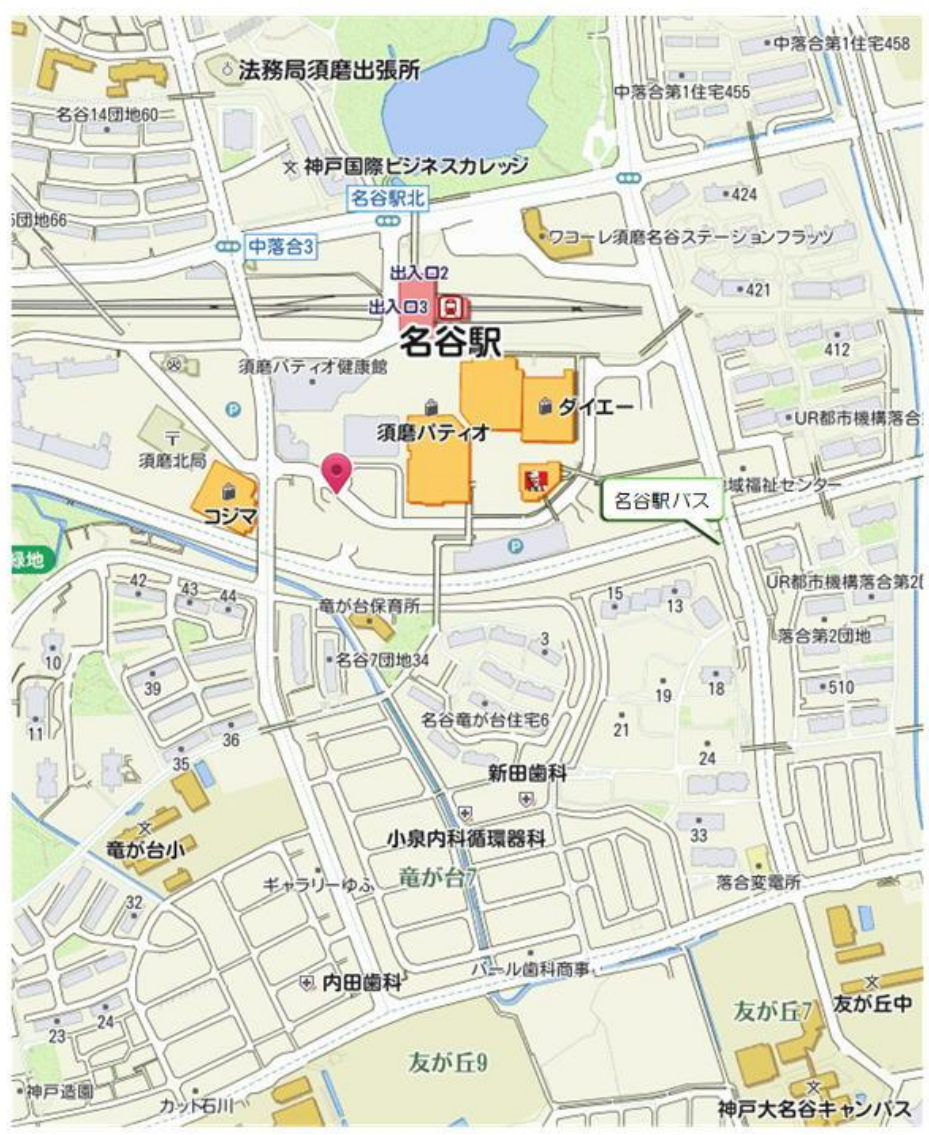 中落合第1住宅458
法務局須磨出張所
中落合第1住宅455
名谷14団地60
神戸国際ビジネスカレッジ
名谷駅北
424
団地66
中落合3
ワコーレ須磨名谷ステーションフラッツ
出入口2
421
出入口3
名谷駅
412
須磨パティオ健康館
P
ダイエー
UR都市機構落合
須磨パティオ
〒
須磨北局
コジマ
名谷駅バス
域福祉センター
P
緑地
42
43
44
UR都市機構落合第2
15
13
竜が台保育所
落合第2団地
3
10
名谷7団地34
39
19
18
510
11
36
名谷竜が台住宅6
21
35
24
新田歯科
文
竜が台小
小泉内科循環器科
33
竜が台7
ギャラリーゆふ
落合変電所
32
パール歯科商事
内田歯科
友が丘7
友が丘中
24
23
友が丘9
神戸造園
カット石川
神戸大名谷キャンパス